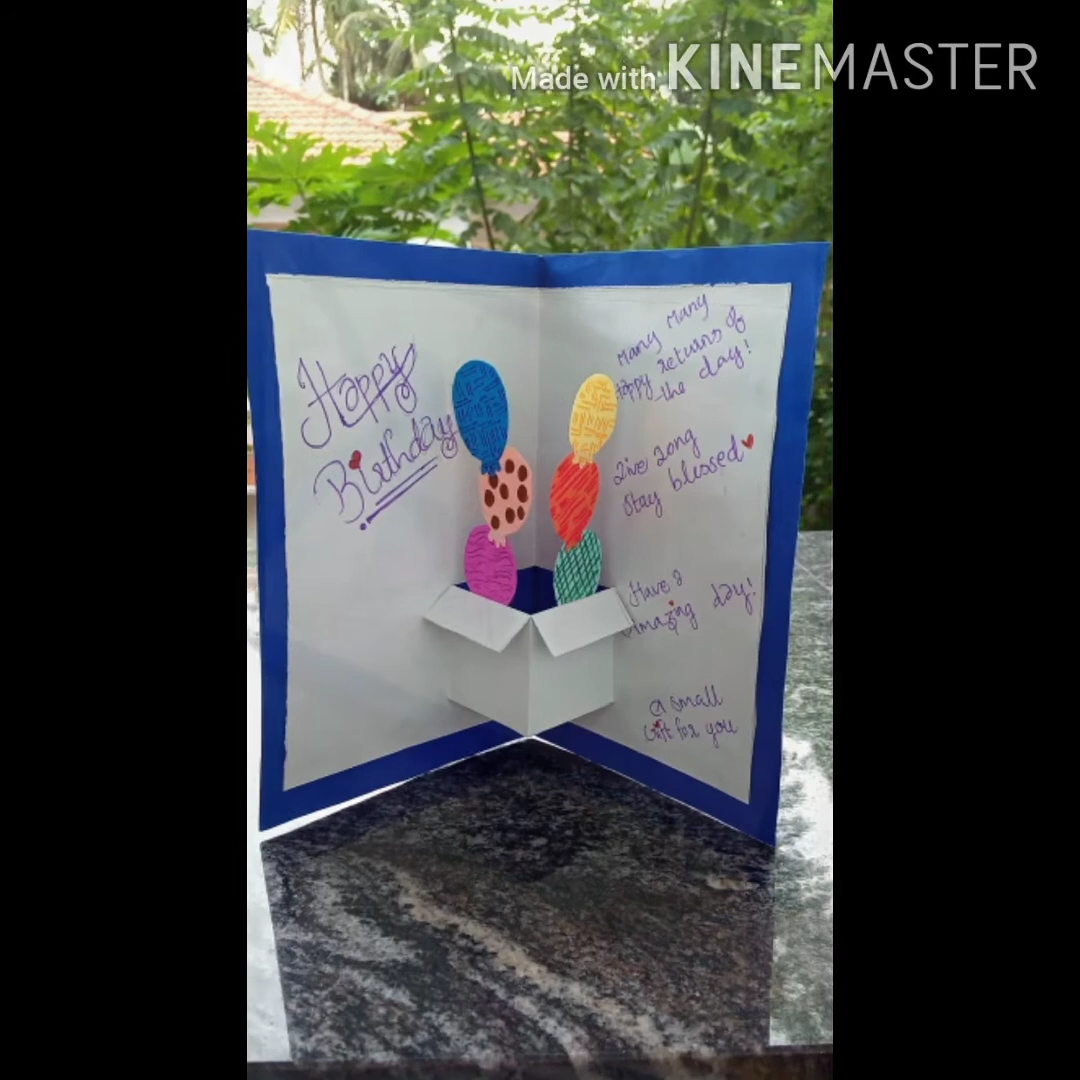 Made with KINEMASTER
Happy
Birthday
Many Many
Happy returns of
the day!
Live Long
Stay blessed
Have a
Amazing day!
A small
Gift for you